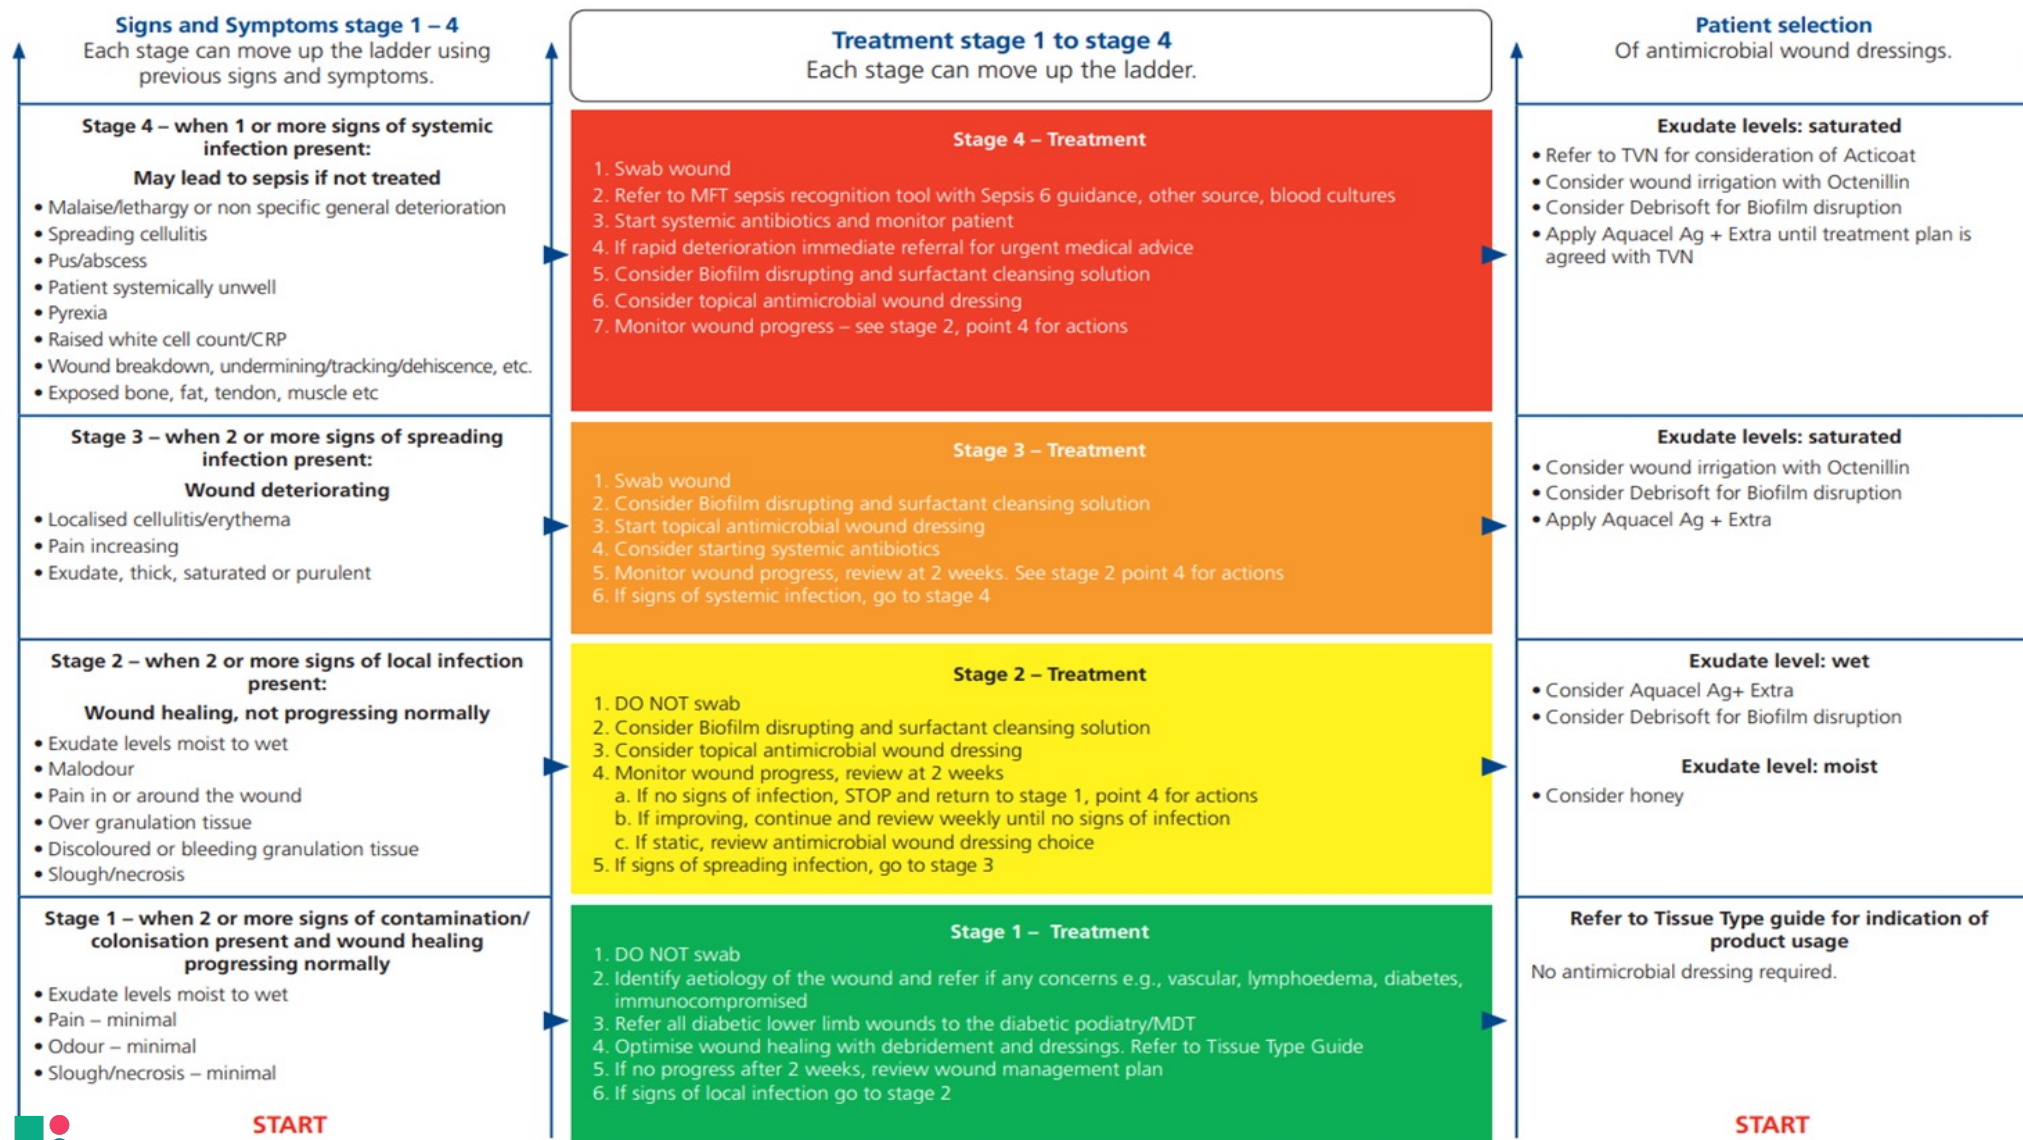 Signs and Symptoms stage 1 – 4
Each stage can move up the ladder using
previous signs and symptoms.
Stage 4 – when 1 or more signs of systemic
infection present:
May lead to sepsis if not treated
• Malaise/lethargy or non specific general deterioration
• Spreading cellulitis
• Pus/abscess
• Patient systemically unwell
• Pyrexia
• Raised white cell count/CRP
• Wound breakdown, undermining/tracking/dehiscence, etc.
• Exposed bone, fat, tendon, muscle etc
Stage 3 – when 2 or more signs of spreading
infection present:
Wound deteriorating
• Localised cellulitis/erythema
• Pain increasing
• Exudate, thick, saturated or purulent
Stage 2 – when 2 or more signs of local infection
present:
Wound healing, not progressing normally
• Exudate levels moist to wet
• Malodour
• Pain in or around the wound
• Over granulation tissue
• Discoloured or bleeding granulation tissue
• Slough/necrosis
Stage 1 – when 2 or more signs of contamination/
colonisation present and wound healing
progressing normally
• Exudate levels moist to wet
• Pain – minimal
• Odour – minimal
• Slough/necrosis – minimal
START
Treatment stage 1 to stage 4
Each stage can move up the ladder.
Stage 4 – Treatment
1. Swab wound
2. Refer to MFT sepsis recognition tool with Sepsis 6 guidance, other source, blood cultures
3. Start systemic antibiotics and monitor patient
4. If rapid deterioration immediate referral for urgent medical advice
5. Consider Biofilm disrupting and surfactant cleansing solution
6. Consider topical antimicrobial wound dressing
7. Monitor wound progress – see stage 2, point 4 for actions
Stage 3 – Treatment
1. Swab wound
2. Consider Biofilm disrupting and surfactant cleansing solution
3. Start topical antimicrobial wound dressing
4. Consider starting systemic antibiotics
5. Monitor wound progress, review at 2 weeks. See stage 2 point 4 for actions
6. If signs of systemic infection, go to stage 4
Stage 2 – Treatment
1. DO NOT swab
2. Consider Biofilm disrupting and surfactant cleansing solution
3. Consider topical antimicrobial wound dressing
4. Monitor wound progress, review at 2 weeks
a. If no signs of infection, STOP and return to stage 1, point 4 for actions
b. If improving, continue and review weekly until no signs of infection
c. If static, review antimicrobial wound dressing choice
5. If signs of spreading infection, go to stage 3
Stage 1 – Treatment
1. DO NOT swab
2. Identify aetiology of the wound and refer if any concerns e.g., vascular, lymphoedema, diabetes,
immunocompromised
3. Refer all diabetic lower limb wounds to the diabetic podiatry/MDT
4. Optimise wound healing with debridement and dressings. Refer to Tissue Type Guide
5. If no progress after 2 weeks, review wound management plan
6. If signs of local infection go to stage 2
Patient selection
Of antimicrobial wound dressings.
Exudate levels: saturated
• Refer to TVN for consideration of Acticoat
• Consider wound irrigation with Octenillin
• Consider Debrisoft for Biofilm disruption
• Apply Aquacel Ag + Extra until treatment plan is
agreed with TVN
Exudate levels: saturated
• Consider wound irrigation with Octenillin
• Consider Debrisoft for Biofilm disruption
• Apply Aquacel Ag + Extra
Exudate level: wet
• Consider Aquacel Ag+ Extra
• Consider Debrisoft for Biofilm disruption
Exudate level: moist
• Consider honey
Refer to Tissue Type guide for indication of
product usage
No antimicrobial dressing required.
START